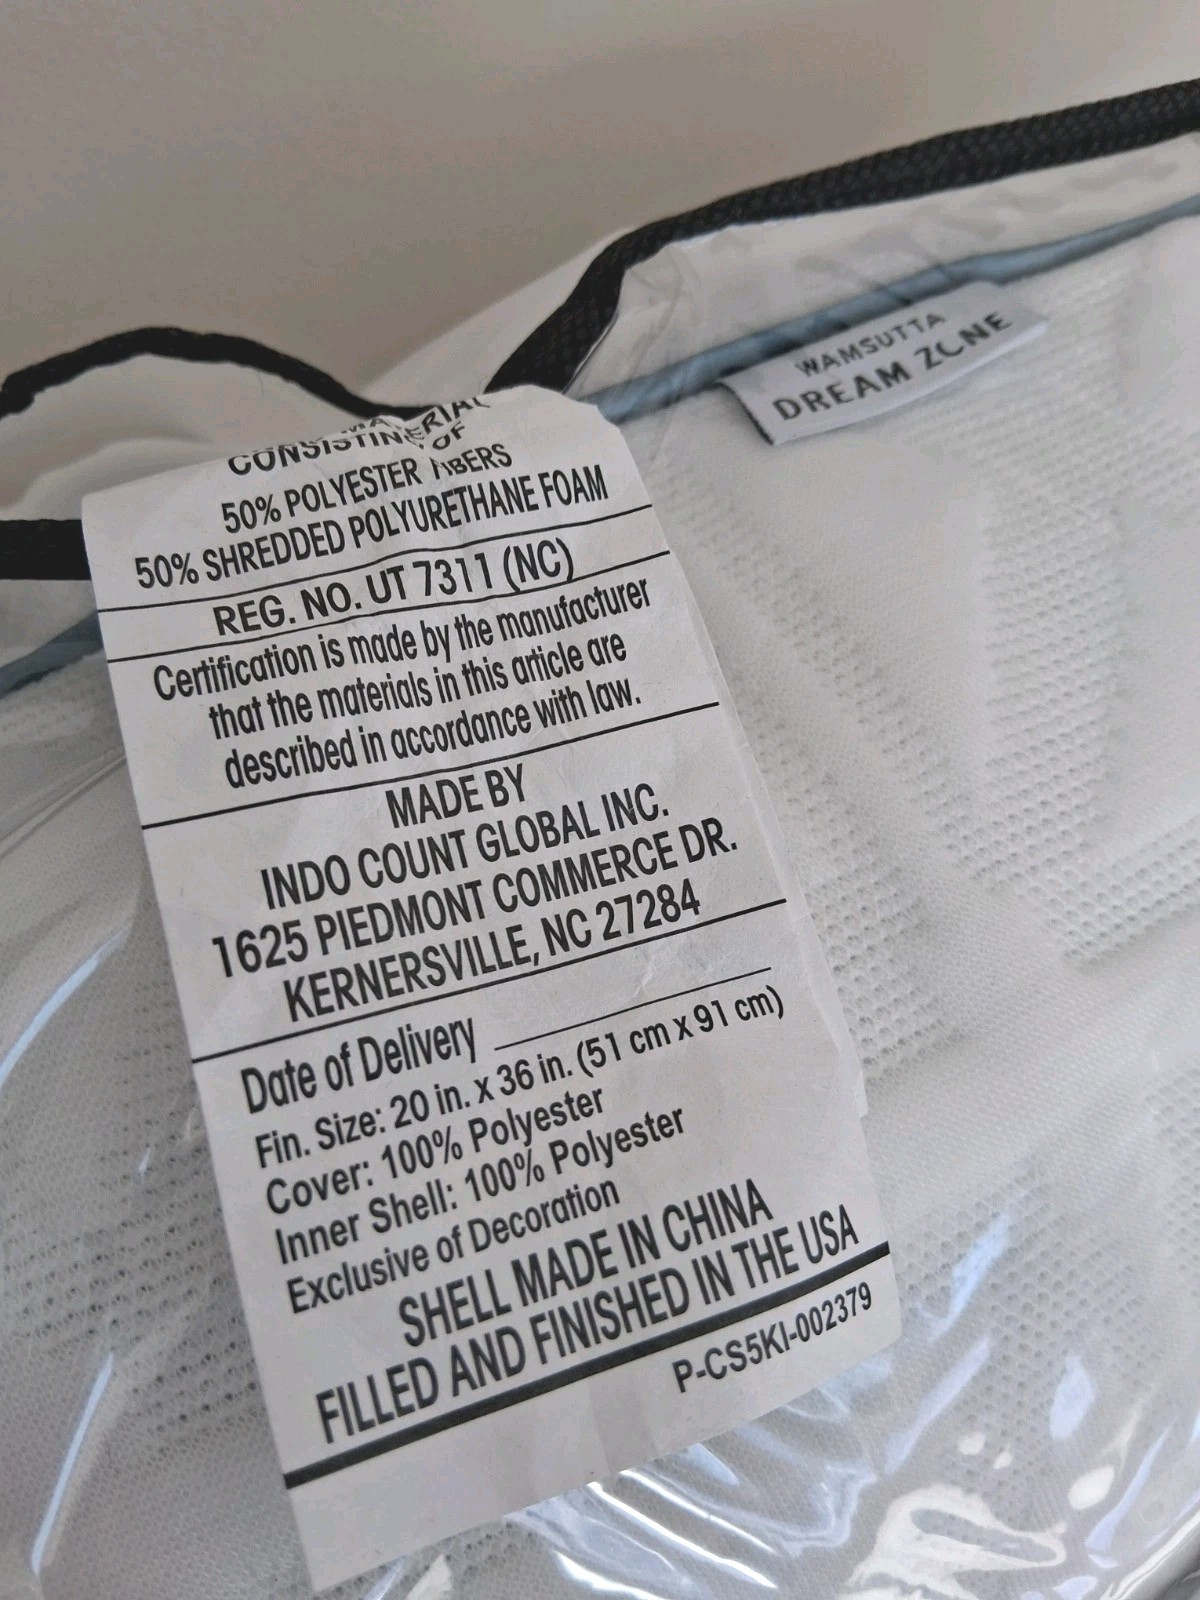 MATERIAL
CONSISTING OF
50% POLYESTER FIBERS
50% SHREDDED POLYURETHANE FOAM
REG. NO. UT 7311 (NC)
Certification is made by the manufacturer
that the materials in this article are
described in accordance with law.
MADE BY
INDO COUNT GLOBAL INC.
1625 PIEDMONT COMMERCE DR.
KERNERSVILLE, NC 27284
Date of Delivery
Fin. Size: 20 in. x 36 in. (51 cm x 91 cm)
Cover: 100% Polyester
Inner Shell: 100% Polyester
Exclusive of Decoration
SHELL MADE IN CHINA
FILLED AND FINISHED IN THE USA
P-CS5KI-002379
WAMSUTTA
DREAM ZONE